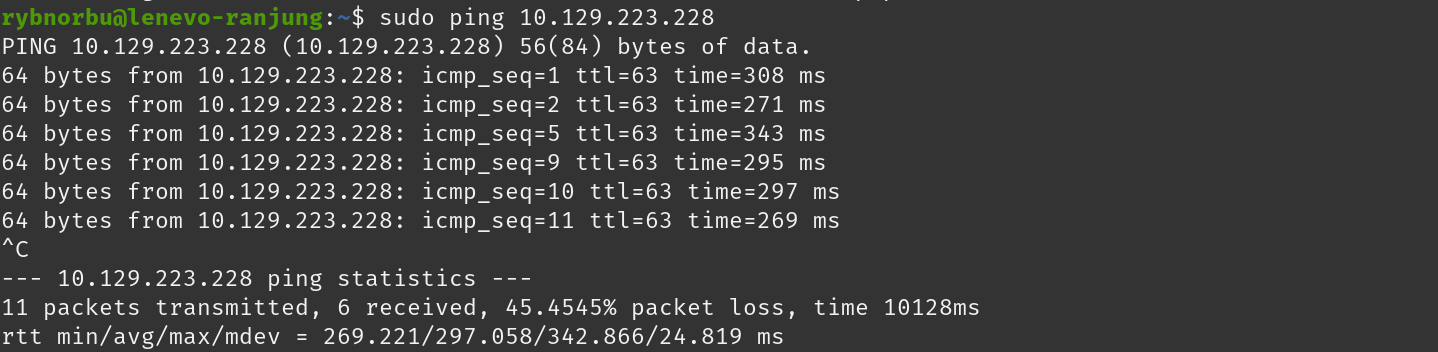 rybnorbu@lenevo-ranjung:~$ sudo ping 10.129.223.228
PING 10.129.223.228 (10.129.223.228) 56(84) bytes of data.
64 bytes from 10.129.223.228: icmp_seq=1 ttl=63 time=308 ms
64 bytes from 10.129.223.228: icmp_seq=2 ttl=63 time=271 ms
64 bytes from 10.129.223.228: icmp_seq=5 ttl=63 time=343 ms
64 bytes from 10.129.223.228: icmp_seq=9 ttl=63 time=295 ms
64 bytes from 10.129.223.228: icmp_seq=10 ttl=63 time=297 ms
64 bytes from 10.129.223.228: icmp_seq=11 ttl=63 time=269 ms
^C
--- 10.129.223.228 ping statistics ---
11 packets transmitted, 6 received, 45.4545% packet loss, time 10128ms
rtt min/avg/max/mdev = 269.221/297.058/342.866/24.819 ms